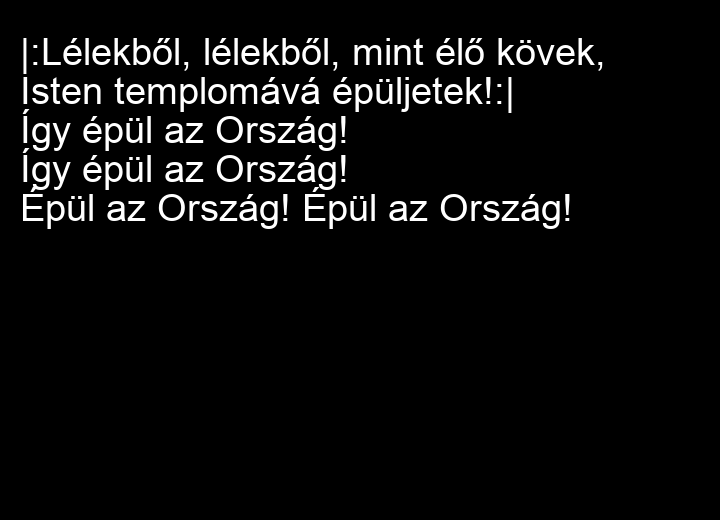 |:Lélekből, lélekből, mint élő kövek,
Isten templomává épüljetek!:|
Így épül az Ország!
Így épül az Ország!
Épül az Ország! Épül az Ország!